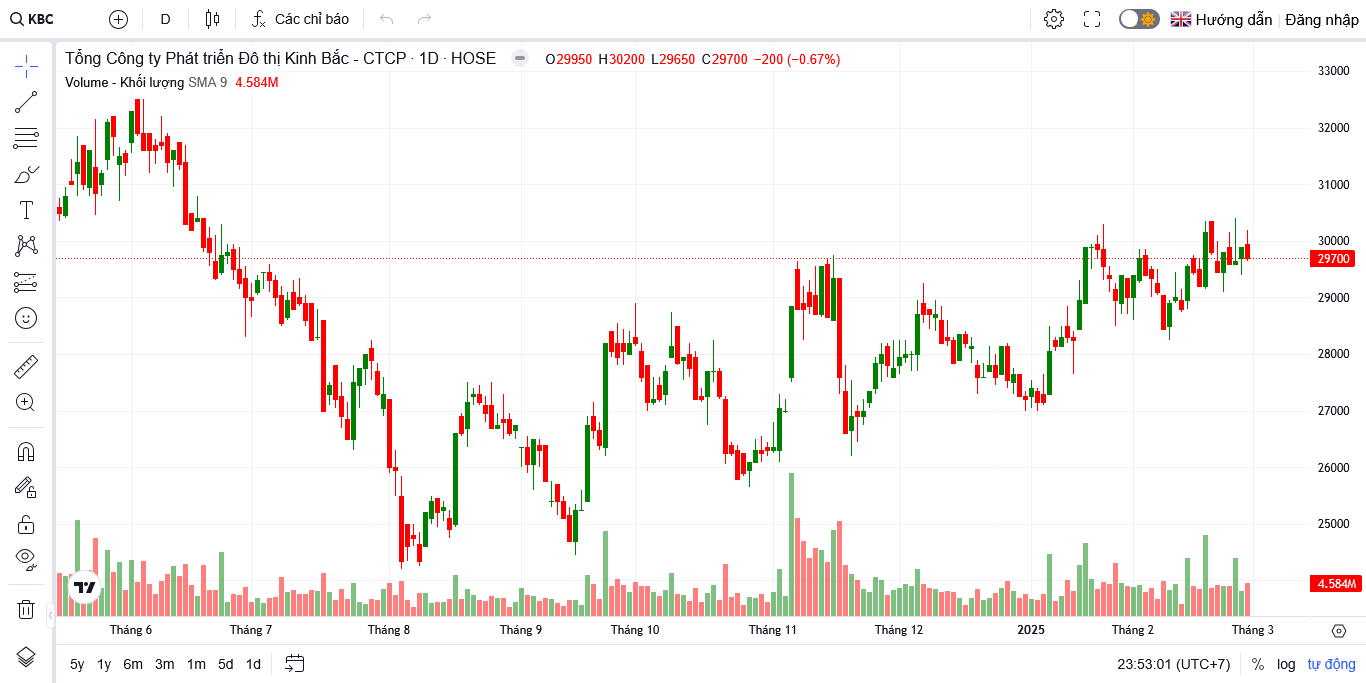 KBC D Các chỉ báo Hướng dẫn Đăng nhập
Tổng Công ty Phát triển Đô thị Kinh Bắc - CTCP · 1D · HOSE O29950 H30200 L29650 C29700 −200 (−0.67%)
Volume - Khối lượng SMA 9 4.584M
33000
32000
31000
30000
29700
29000
28000
27000
26000
25000
4.584M
Tháng 6 Tháng 7 Tháng 8 Tháng 9 Tháng 10 Tháng 11 Tháng 12 2025 Tháng 2 Tháng 3
5y 1y 6m 3m 1m 5d 1d 23:53:01 (UTC+7) % log tự động